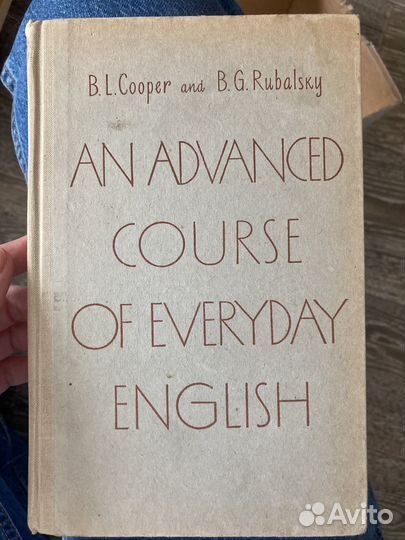 B.L.Cooper and B.G.Rubalsky
AN ADVANCED
COURSE
OF EVERYDAY
ENGLISH
Avito